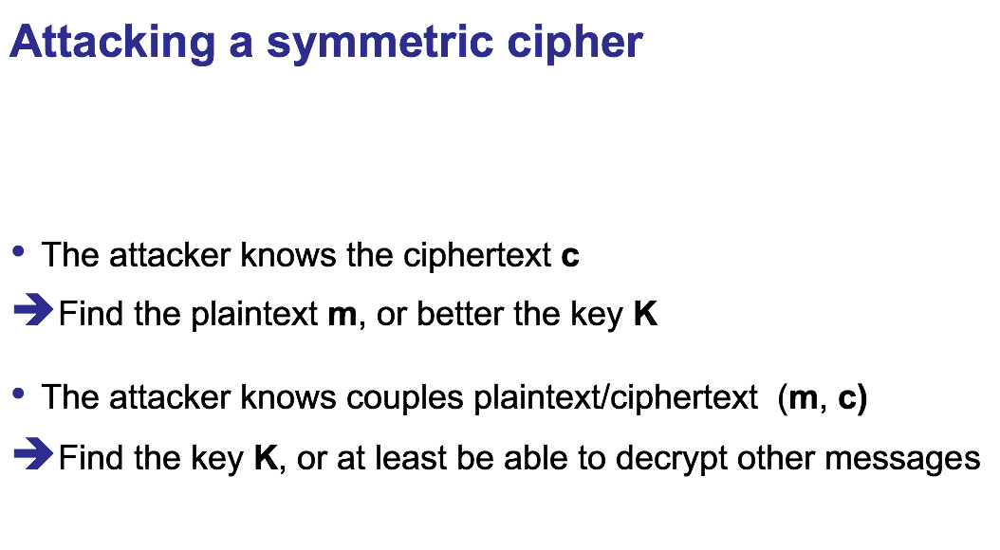 Attacking a symmetric cipher
• The attacker knows the ciphertext c
➔ Find the plaintext m, or better the key K
• The attacker knows couples plaintext/ciphertext (m, c)
➔ Find the key K, or at least be able to decrypt other messages